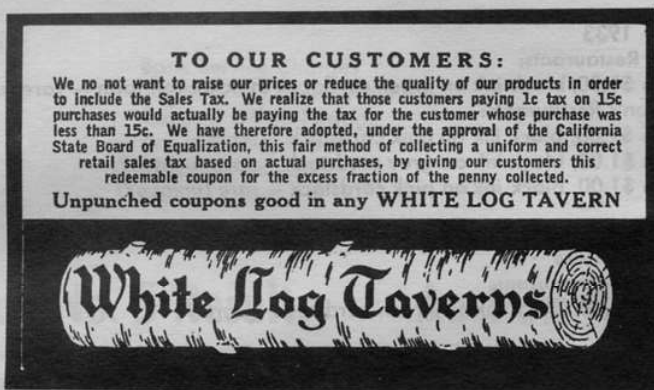 TO OUR CUSTOMERS:
We no not want to raise our prices or reduce the quality of our products in order
to include the Sales Tax. We realize that those customers paying 1c tax on 15c
purchases would actually be paying the tax for the customer whose purchase was
less than 15c. We have therefore adopted, under the approval of the California
State Board of Equalization, this fair method of collecting a uniform and correct
retail sales tax based on actual purchases, by giving our customers this
redeemable coupon for the excess fraction of the penny collected.
Unpunched coupons good in any WHITE LOG TAVERN
White Log Taverns